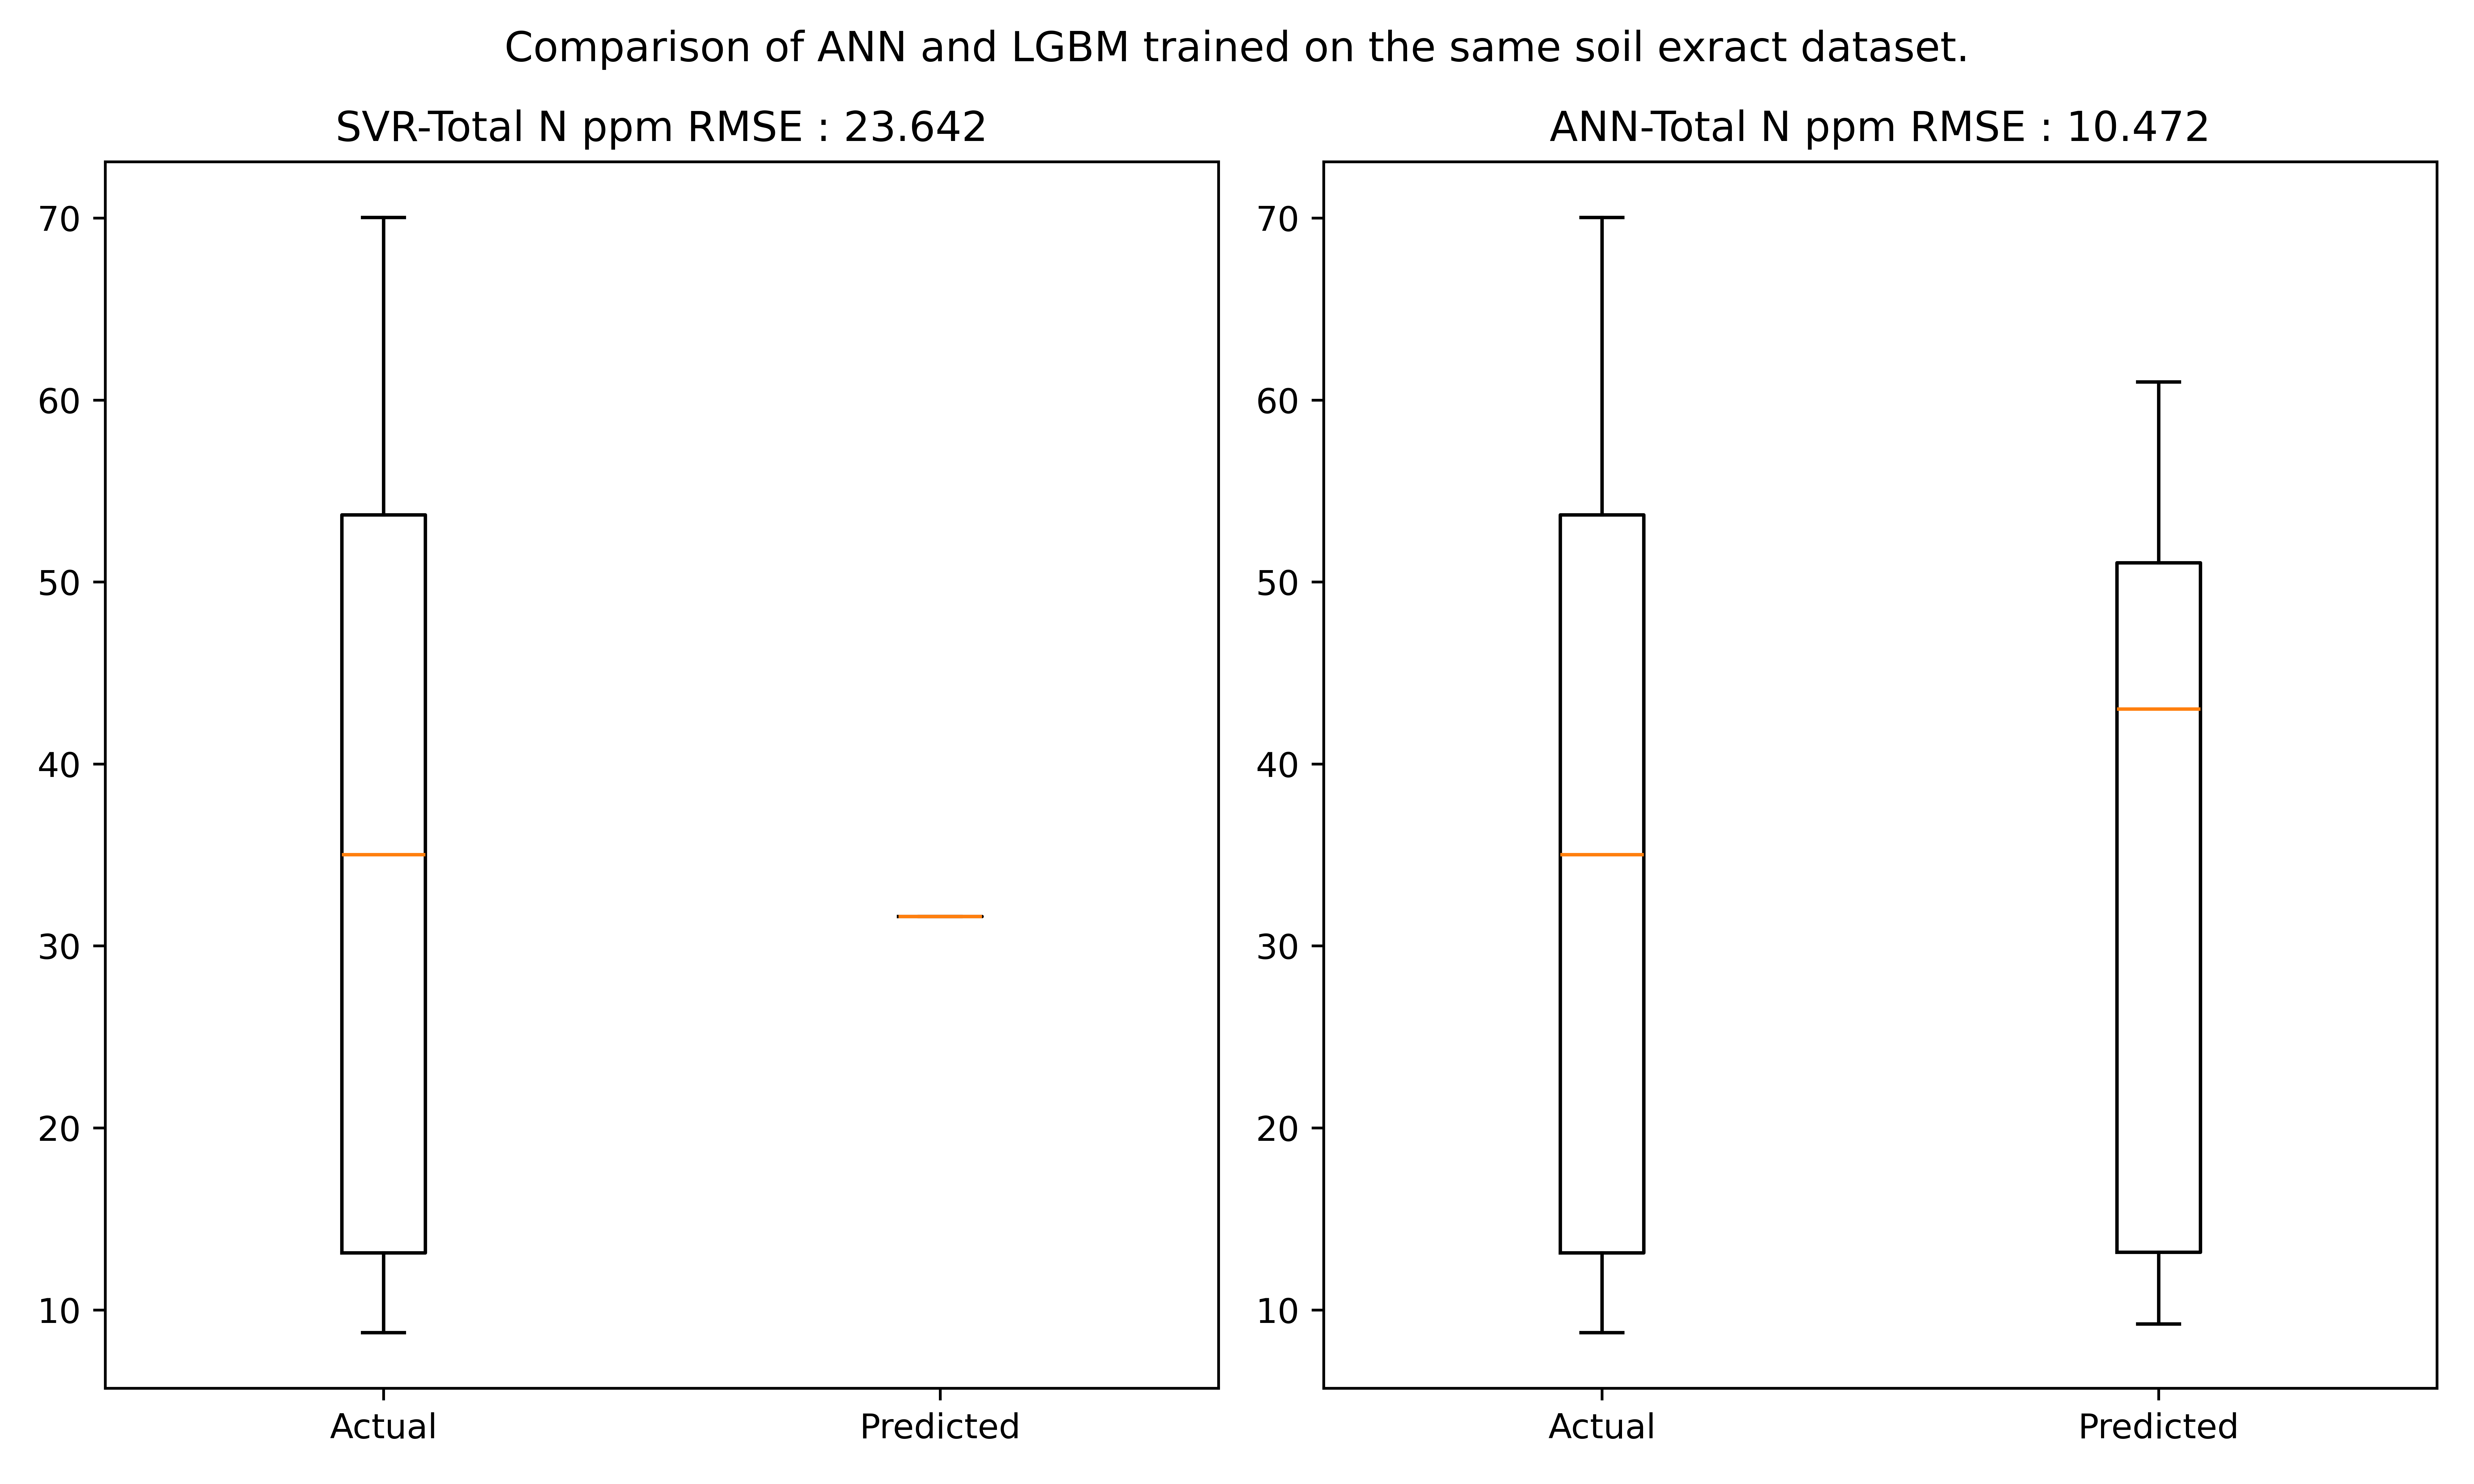 Comparison of ANN and LGBM trained on the same soil exract dataset.
SVR-Total N ppm RMSE : 23.642
70
60
50
40
30
20
10
Actual
Predicted
ANN-Total N ppm RMSE : 10.472
70
60
50
40
30
20
10
Actual
Predicted